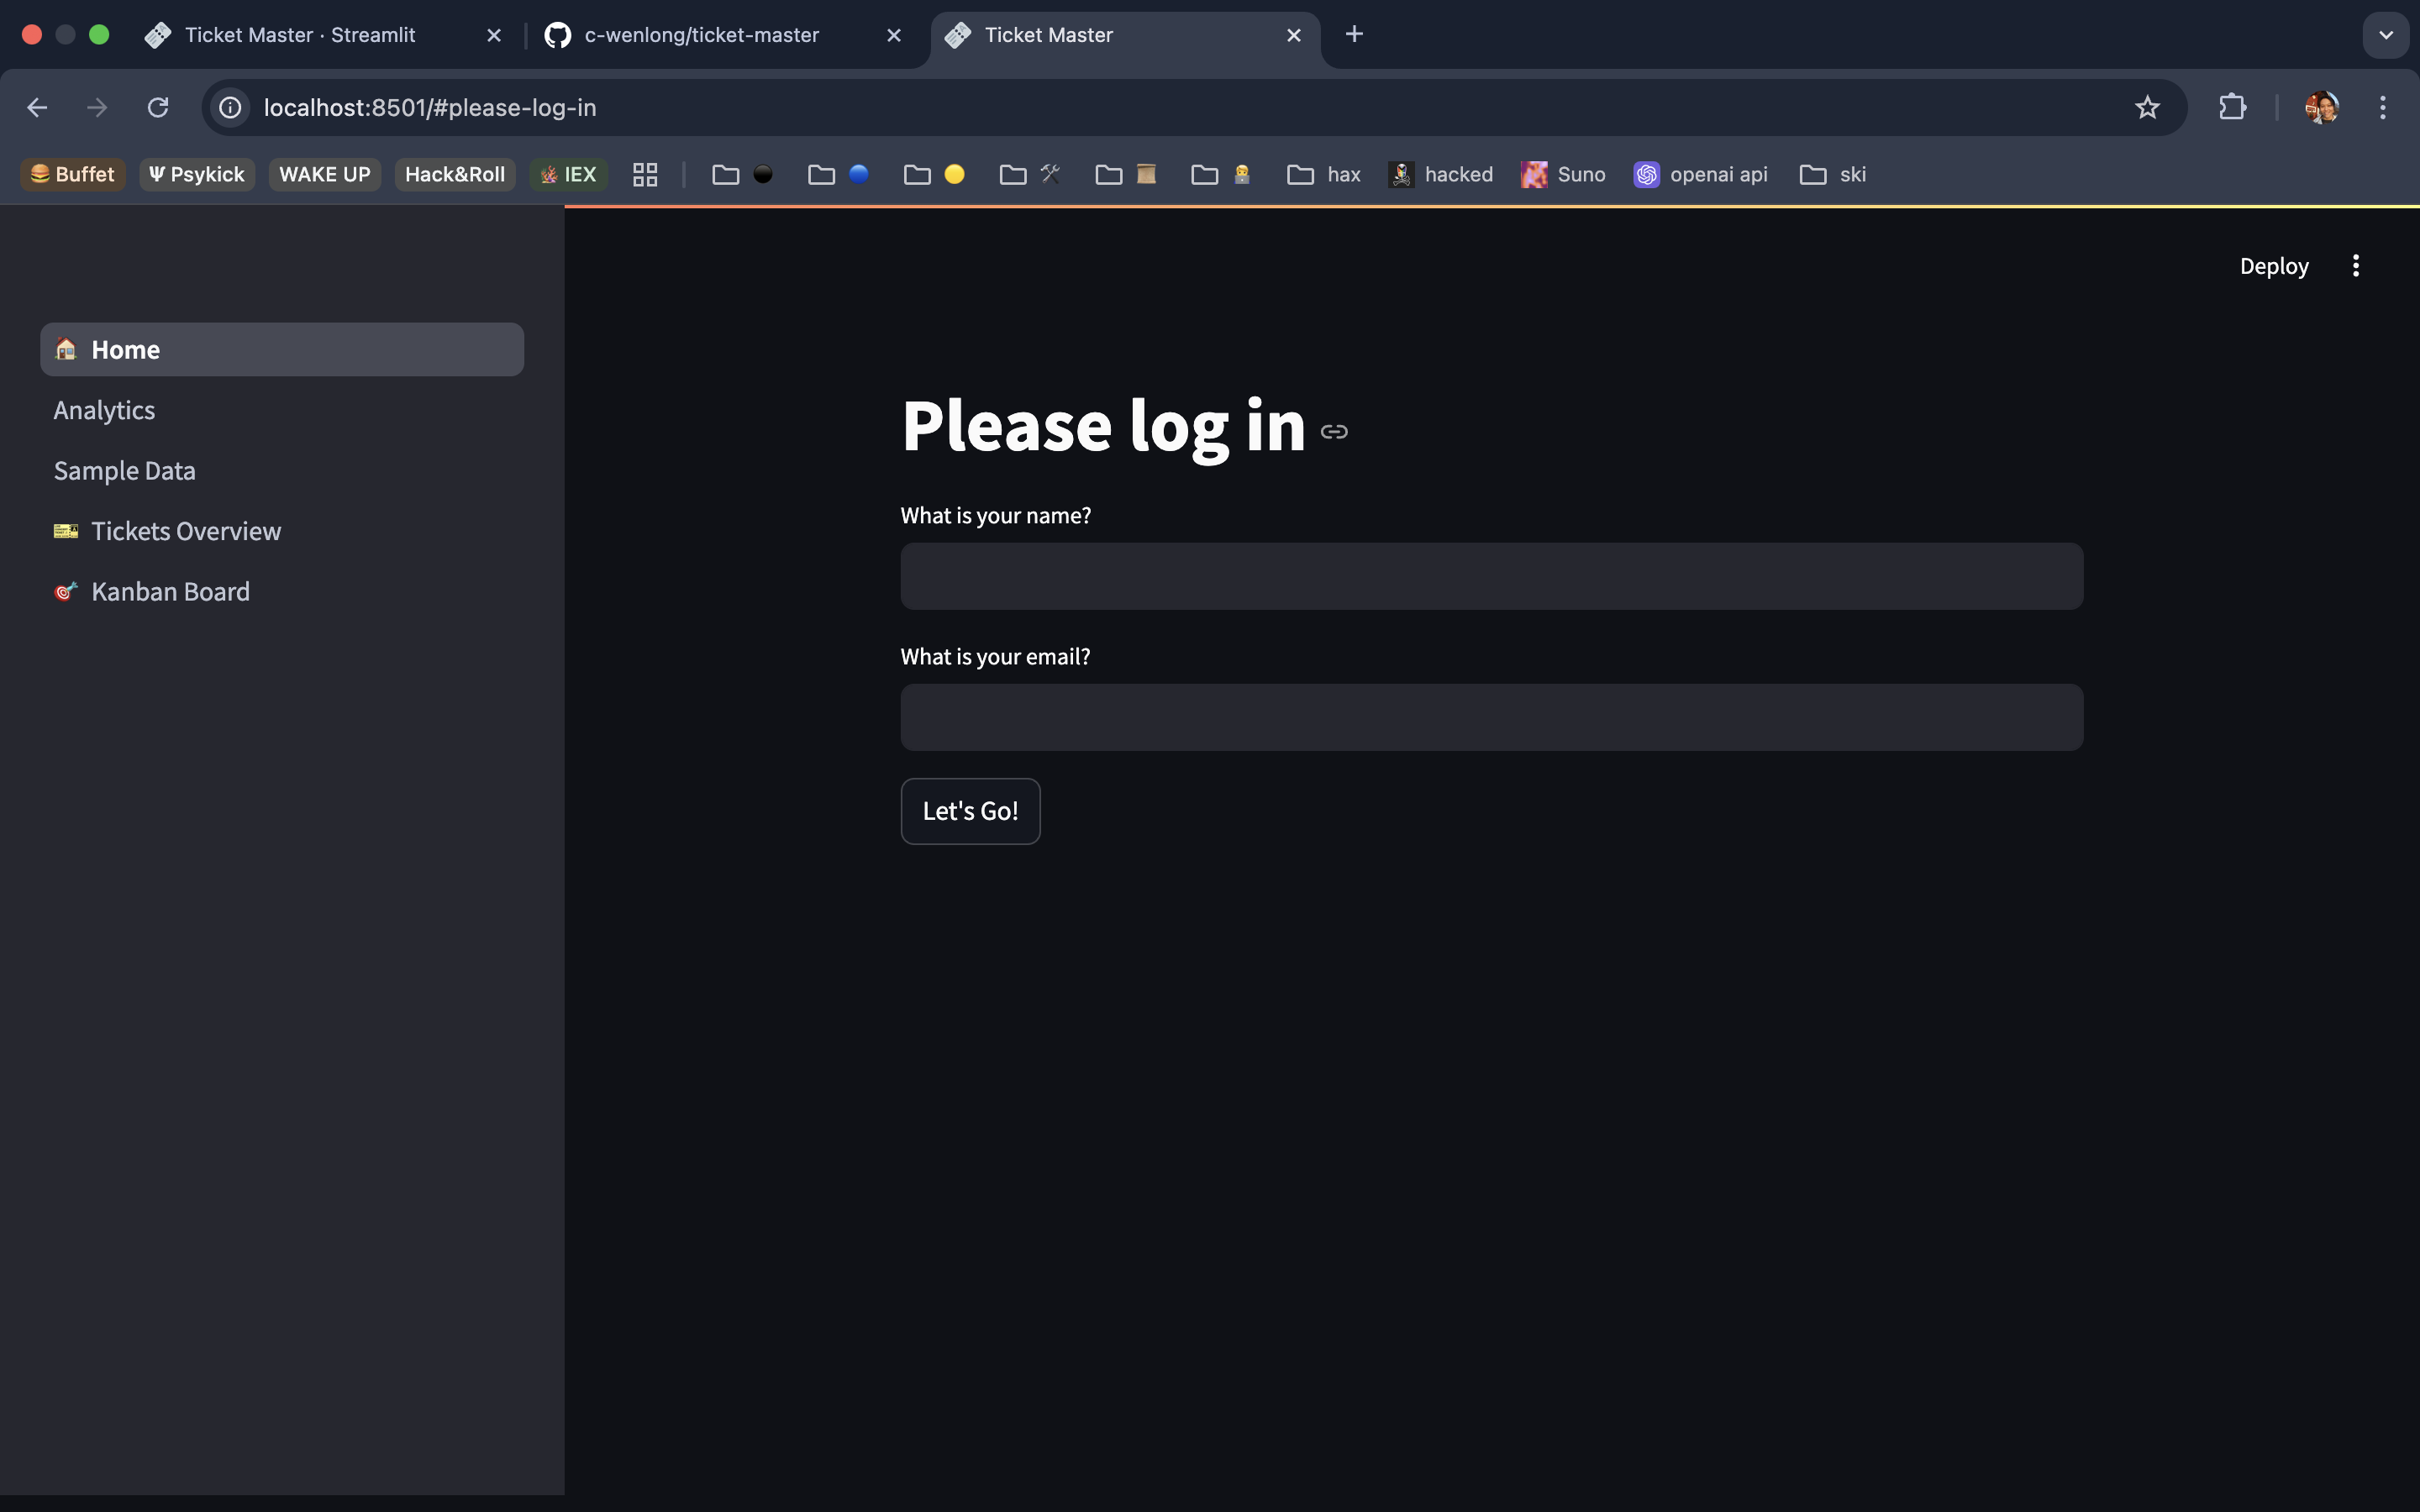 Ticket Master · Streamlit
c-wenlong/ticket-master
Ticket Master
localhost:8501/#please-log-in
Buffet
Ψ Psykick
WAKE UP
Hack&Roll
IEX
hax
hacked
Suno
openai api
ski
Deploy
Home
Analytics
Sample Data
Tickets Overview
Kanban Board
Please log in
What is your name?
What is your email?
Let's Go!